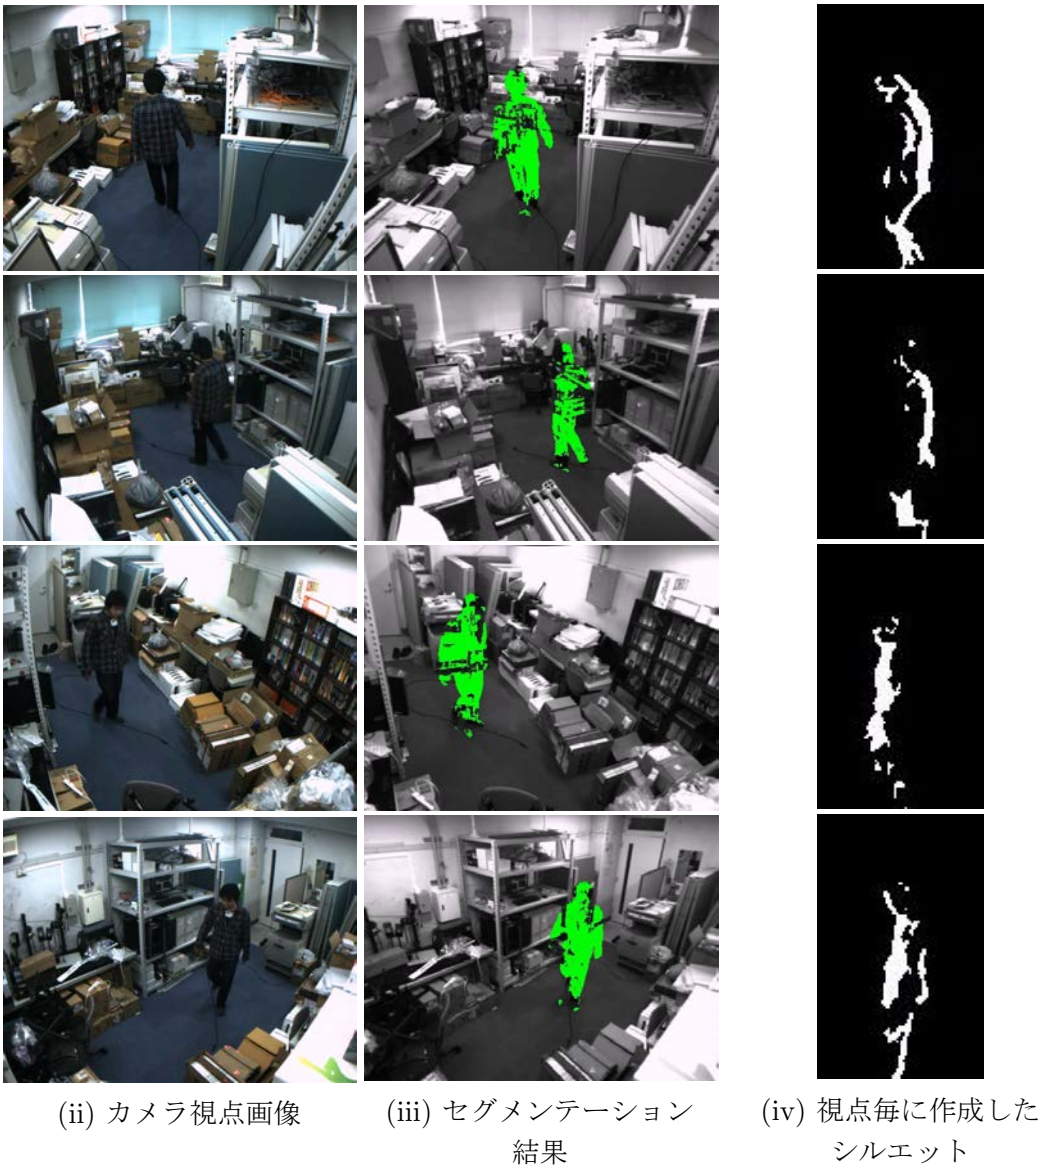 (ii) カメラ視点画像
(iii) セグメンテーション
結果
(iv) 視点毎に作成した
シルエット